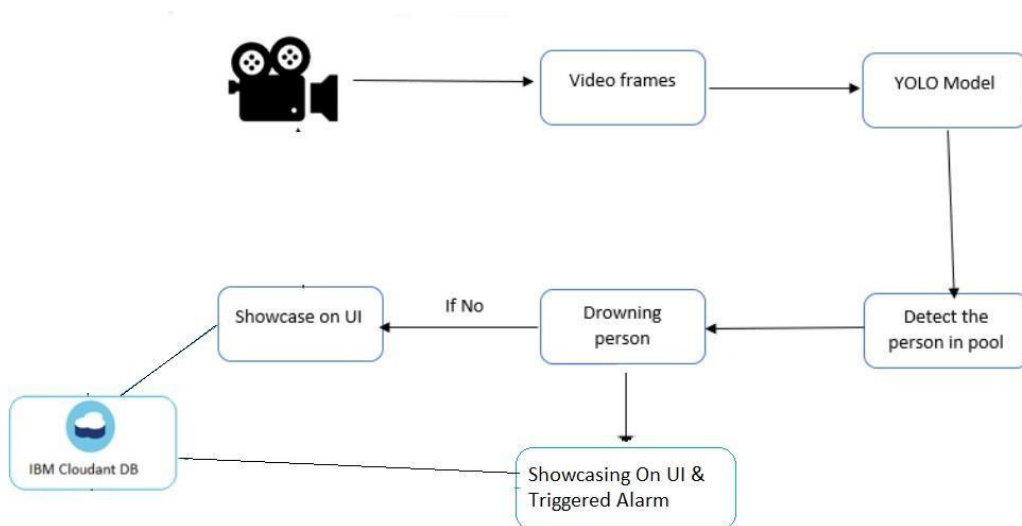 Video frames
YOLO Model
Showcase on UI
If No
Drowning
person
Detect the
person in pool
IBM Cloudant DB
Showcasing On UI &
Triggered Alarm